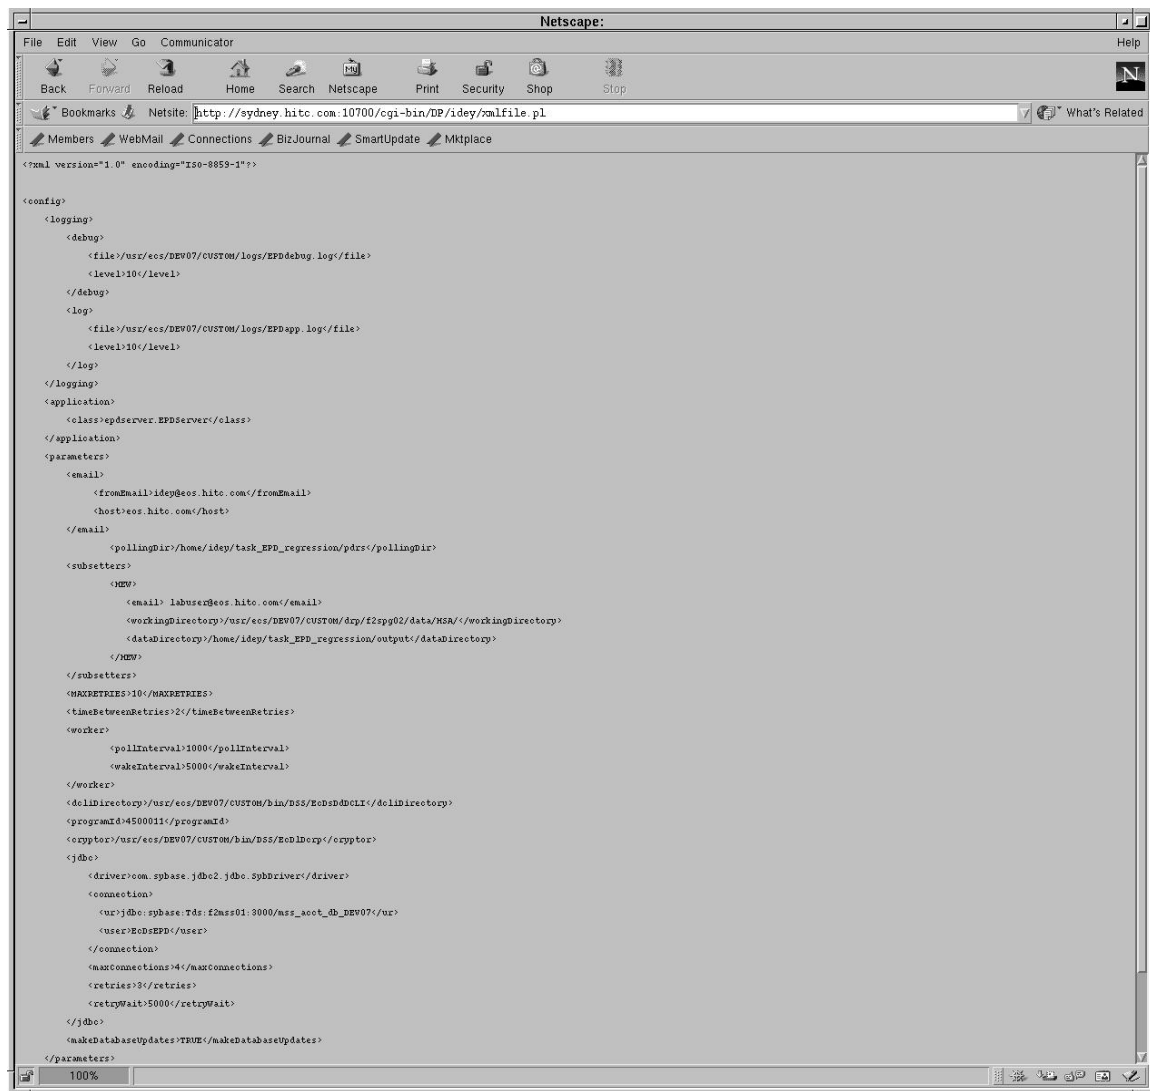 Netscape:
File Edit View Go Communicator Help
Back Forward Reload Home Search Netscape Print Security Shop Stop
My
N
Bookmarks Netsite: http://sydney.hitc.com:10700/cgi-bin/DP/idey/xmlfile.pl What's Related
Members WebMail Connections BizJournal SmartUpdate Mktplace
<?xml version="1.0" encoding="ISO-8859-1"?>
<config>
<logging>
<debug>
<file>/usr/ecs/DEV07/CUSTOM/logs/EPDdebug.log</file>
<level>10</level>
</debug>
<log>
<file>/usr/ecs/DEV07/CUSTOM/logs/EPDapp.log</file>
<level>10</level>
</log>
</logging>
<application>
<class>epdserver.EPDServer</class>
</application>
<parameters>
<email>
<fromEmail>idey@eos.hitc.com</fromEmail>
<host>eos.hitc.com</host>
</email>
<pollingDir>/home/idey/task_EPD_regression/pdrs</pollingDir>
<subsetters>
<HEW>
<email> labuser@eos.hitc.com</email>
<workingDirectory>/usr/ecs/DEV07/CUSTOM/drp/f2spg02/data/HSA/</workingDirectory>
<dataDirectory>/home/idey/task_EPD_regression/output</dataDirectory>
</HEW>
</subsetters>
<MAXRETRIES>10</MAXRETRIES>
<timeBetweenRetries>2</timeBetweenRetries>
<worker>
<pollInterval>1000</pollInterval>
<wakeInterval>5000</wakeInterval>
</worker>
<dcliDirectory>/usr/ecs/DEV07/CUSTOM/bin/DSS/EcDsDdDCLI</dcliDirectory>
<programId>4500011</programId>
<cryptor>/usr/ecs/DEV07/CUSTOM/bin/DSS/EcDlDcrp</cryptor>
<jdbc>
<driver>com.sybase.jdbc2.jdbc.SybDriver</driver>
<connection>
<ur>jdbc:sybase:Tds:f2mss01:3000/mss_acct_db_DEV07</ur>
<user>EcDsEPD</user>
</connection>
<maxConnections>4</maxConnections>
<retries>3</retries>
<retryWait>5000</retryWait>
</jdbc>
<makeDatabaseUpdates>TRUE</makeDatabaseUpdates>
</parameters>
100%